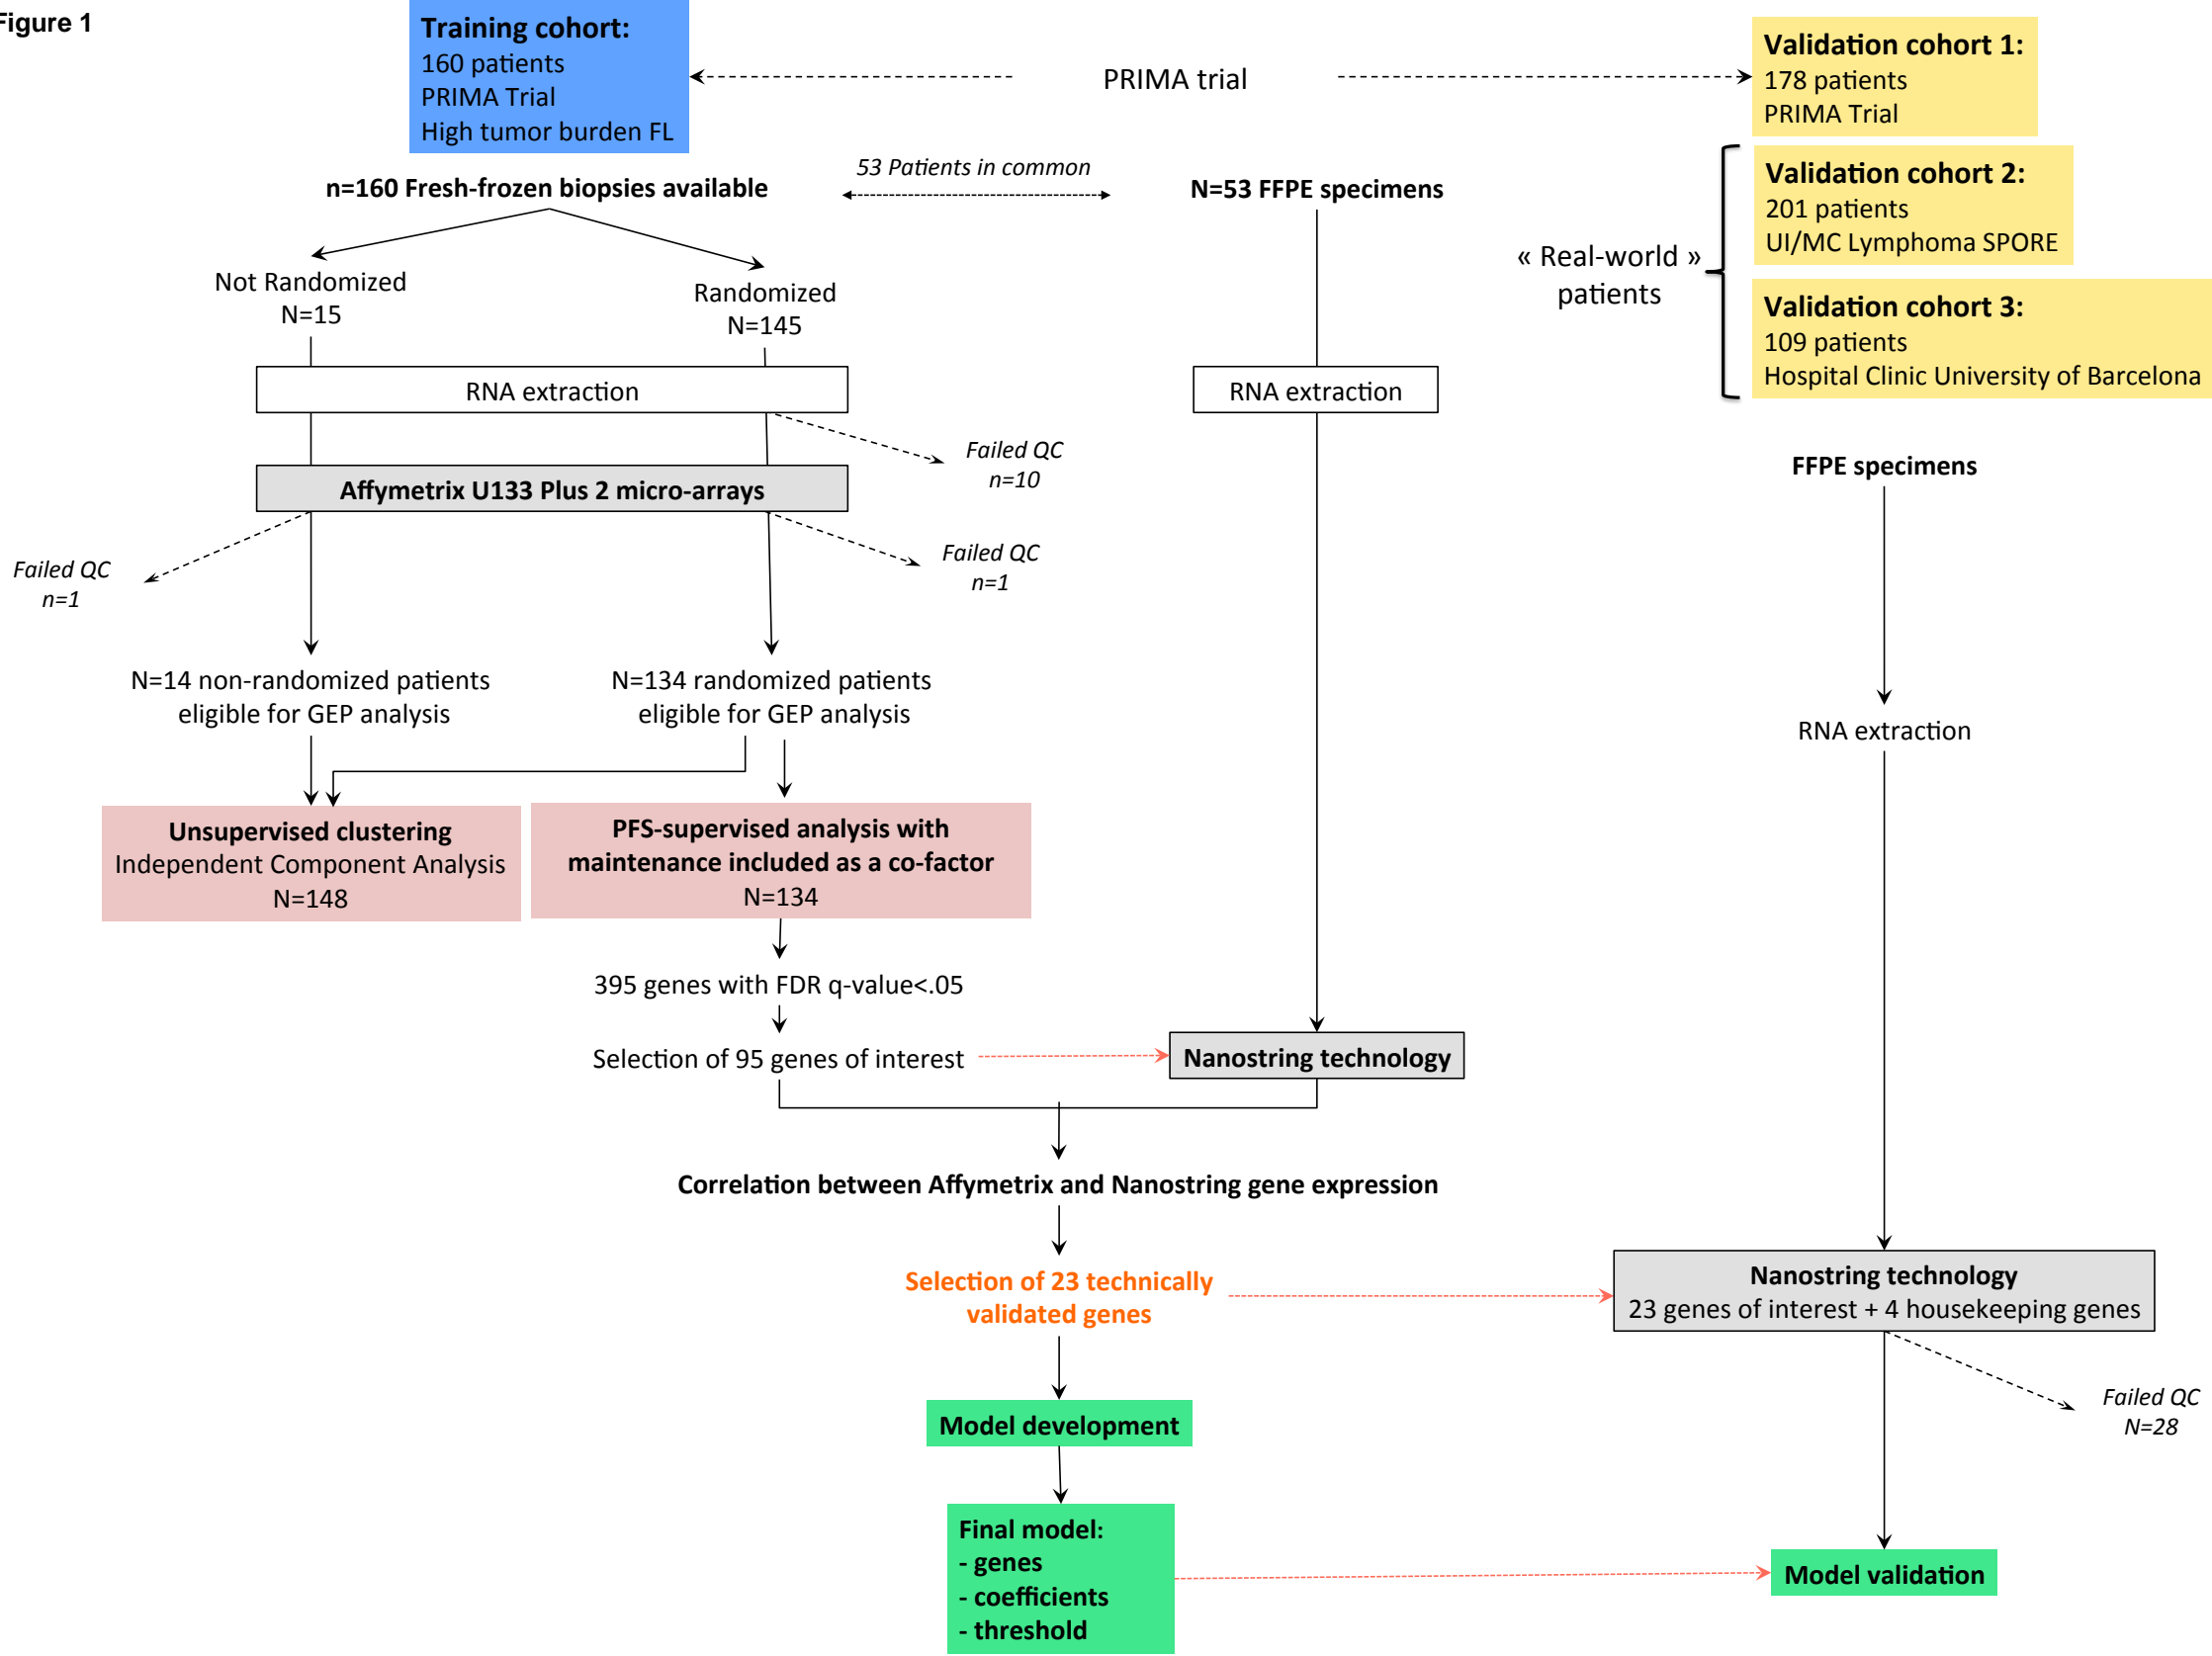 Figure 1
Training cohort:
160 patients
PRIMA Trial
High tumor burden FL
PRIMA trial
Validation cohort 1:
178 patients
PRIMA Trial
Validation cohort 2:
201 patients
UI/MC Lymphoma SPORE
Validation cohort 3:
109 patients
Hospital Clinic University of Barcelona
« Real-world »
patients
n=160 Fresh-frozen biopsies available
53 Patients in common
N=53 FFPE specimens
Not Randomized
N=15
Randomized
N=145
RNA extraction
RNA extraction
Failed QC
n=10
FFPE specimens
Affymetrix U133 Plus 2 micro-arrays
Failed QC
n=1
Failed QC
n=1
N=14 non-randomized patients
eligible for GEP analysis
N=134 randomized patients
eligible for GEP analysis
RNA extraction
Unsupervised clustering
Independent Component Analysis
N=148
PFS-supervised analysis with
maintenance included as a co-factor
N=134
395 genes with FDR q-value<.05
Selection of 95 genes of interest
Nanostring technology
Correlation between Affymetrix and Nanostring gene expression
Selection of 23 technically
validated genes
Nanostring technology
23 genes of interest + 4 housekeeping genes
Failed QC
N=28
Model development
Final model:
- genes
- coefficients
- threshold
Model validation